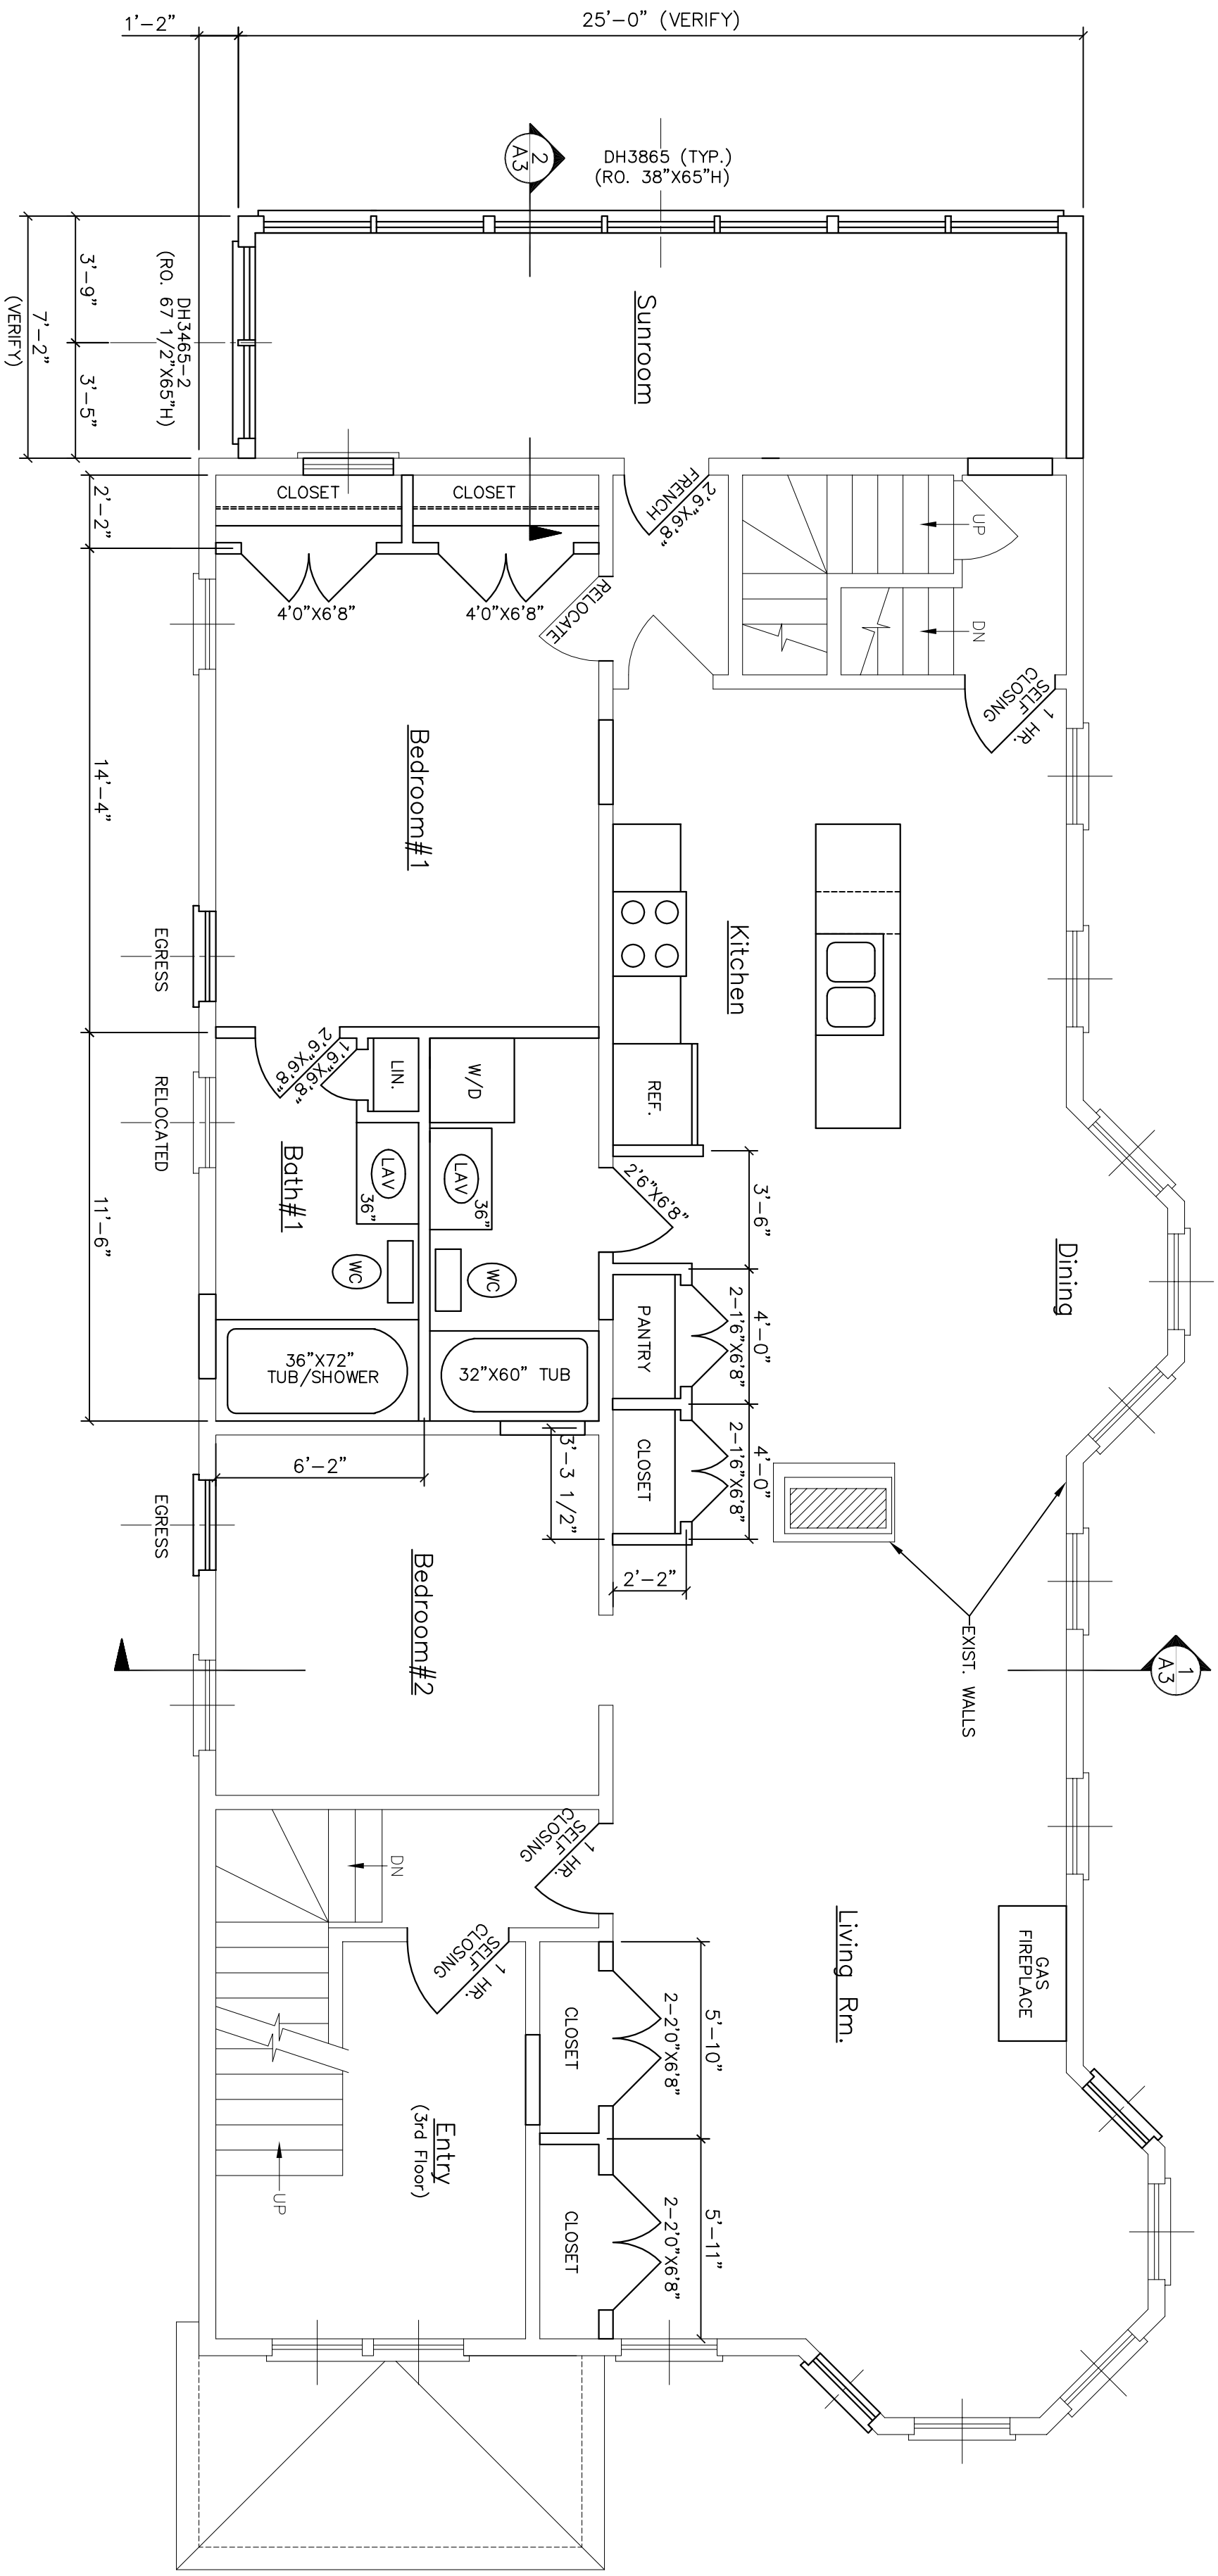 1'-2"
25'-0" (VERIFY)
2
A3
DH3865 (TYP.)
(RO. 38"X65"H)
Sunroom
3'-9"
3'-5"
7'-2"
(VERIFY)
DH3465-2
(RO. 67 1/2"X65"H)
CLOSET
CLOSET
FRENCH
2'6"X6'8"
UP
DN
2'-2"
4'0"X6'8"
4'0"X6'8"
RELOCATE
1 HR.
SELF
CLOSING
Bedroom#1
14'-4"
Kitchen
EGRESS
REF.
2'6"X6'8"
1'6"X6'8"
LIN.
W/D
RELOCATED
Bath#1
LAV
36"
LAV
36"
2'6"X6'8"
3'-6"
11'-6"
WC
WC
Dining
PANTRY
2-1'6"X6'8"
4'-0"
36"X72"
TUB/SHOWER
32"X60" TUB
CLOSET
2-1'6"X6'8"
4'-0"
6'-2"
3'-3 1/2"
EGRESS
2'-2"
Bedroom#2
EXIST. WALLS
1
A3
DN
1 HR.
SELF
CLOSING
Living Rm.
GAS
FIREPLACE
1 HR.
SELF
CLOSING
CLOSET
2-2'0"X6'8"
5'-10"
Entry
(3rd Floor)
UP
CLOSET
2-2'0"X6'8"
5'-11"